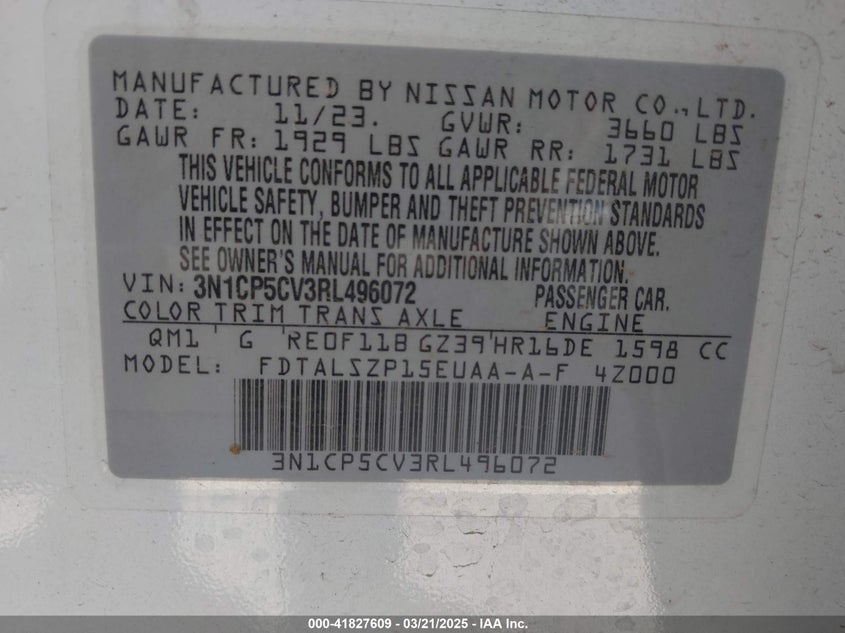 MANUFACTURED BY NISSAN MOTOR CO., LTD.
DATE: 11/23. GVWR: 3660 LBS
GAWR FR: 1929 LBS GAWR RR: 1731 LBS
THIS VEHICLE CONFORMS TO ALL APPLICABLE FEDERAL MOTOR
VEHICLE SAFETY, BUMPER AND THEFT PREVENTION STANDARDS
IN EFFECT ON THE DATE OF MANUFACTURE SHOWN ABOVE.
SEE OWNER'S MANUAL FOR ADDITIONAL INFORMATION.
VIN: 3N1CP5CV3RL496072 PASSENGER CAR.
COLOR TRIM TRANS AXLE ENGINE
QM1 G RE0F11B GZ39 HR16DE 1598 CC
MODEL: FDTALSZP15EUAA-A-F 4Z000
3N1CP5CV3RL496072
000-41827609 | 03/21/2025 | IAA Inc.